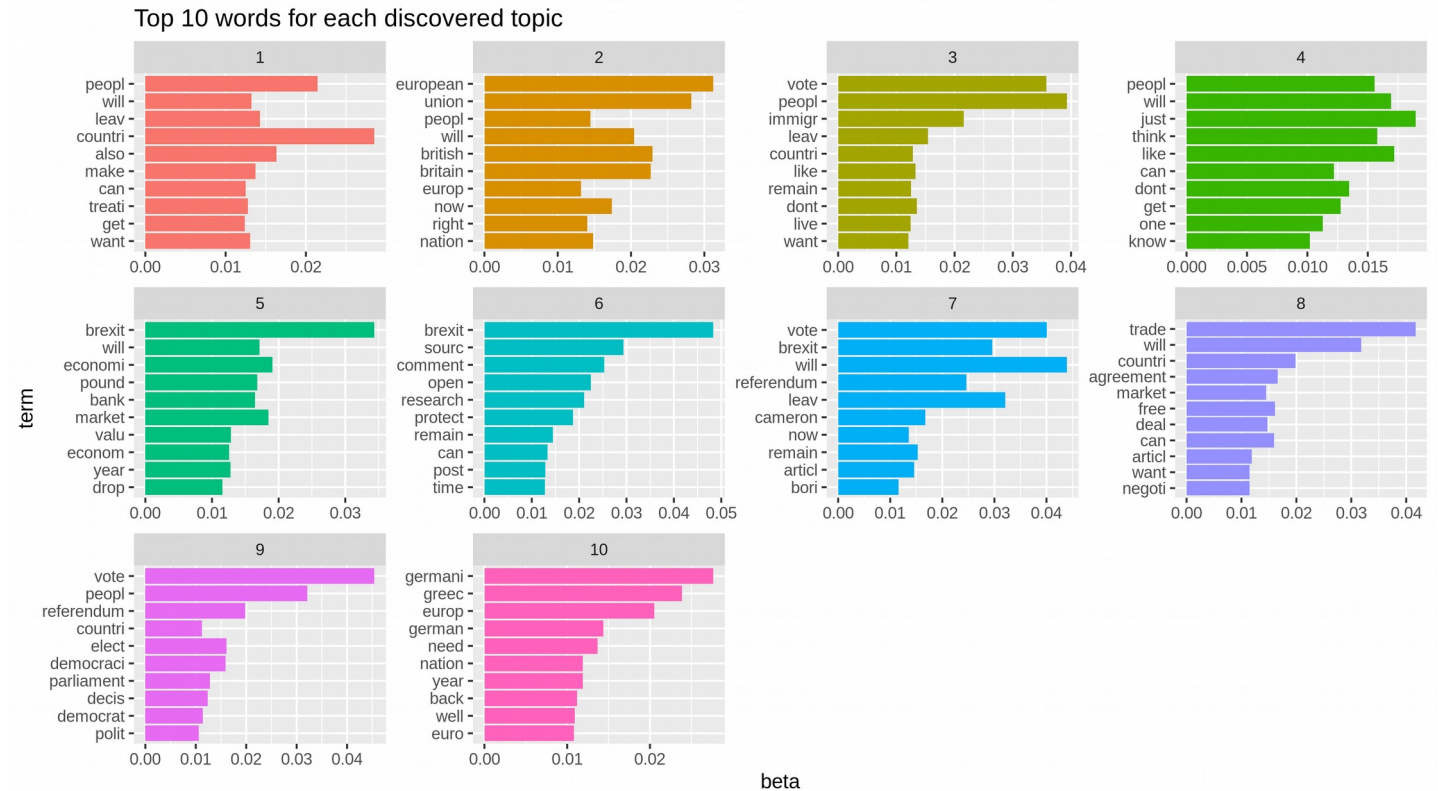 Top 10 words for each discovered topic
1
peopl
will
leav
countri
also
make
can
treati
get
want
0.00 0.01 0.02
2
european
union
peopl
will
british
britain
europ
now
right
nation
0.00 0.01 0.02 0.03
3
vote
peopl
immigr
leav
countri
like
remain
dont
live
want
0.00 0.01 0.02 0.03 0.04
4
peopl
will
just
think
like
can
dont
get
one
know
0.000 0.005 0.010 0.015
5
brexit
will
economi
pound
bank
market
valu
econom
year
drop
0.00 0.01 0.02 0.03
6
brexit
sourc
comment
open
research
protect
remain
can
post
time
0.00 0.01 0.02 0.03 0.04 0.05
7
vote
brexit
will
referendum
leav
cameron
now
remain
articl
bori
0.00 0.01 0.02 0.03 0.04
8
trade
will
countri
agreement
market
free
deal
can
articl
want
negoti
0.00 0.01 0.02 0.03 0.04
9
vote
peopl
referendum
countri
elect
democraci
parliament
decis
democrat
polit
0.00 0.01 0.02 0.03 0.04
10
germani
greec
europ
german
need
nation
year
back
well
euro
0.00 0.01 0.02
term
beta